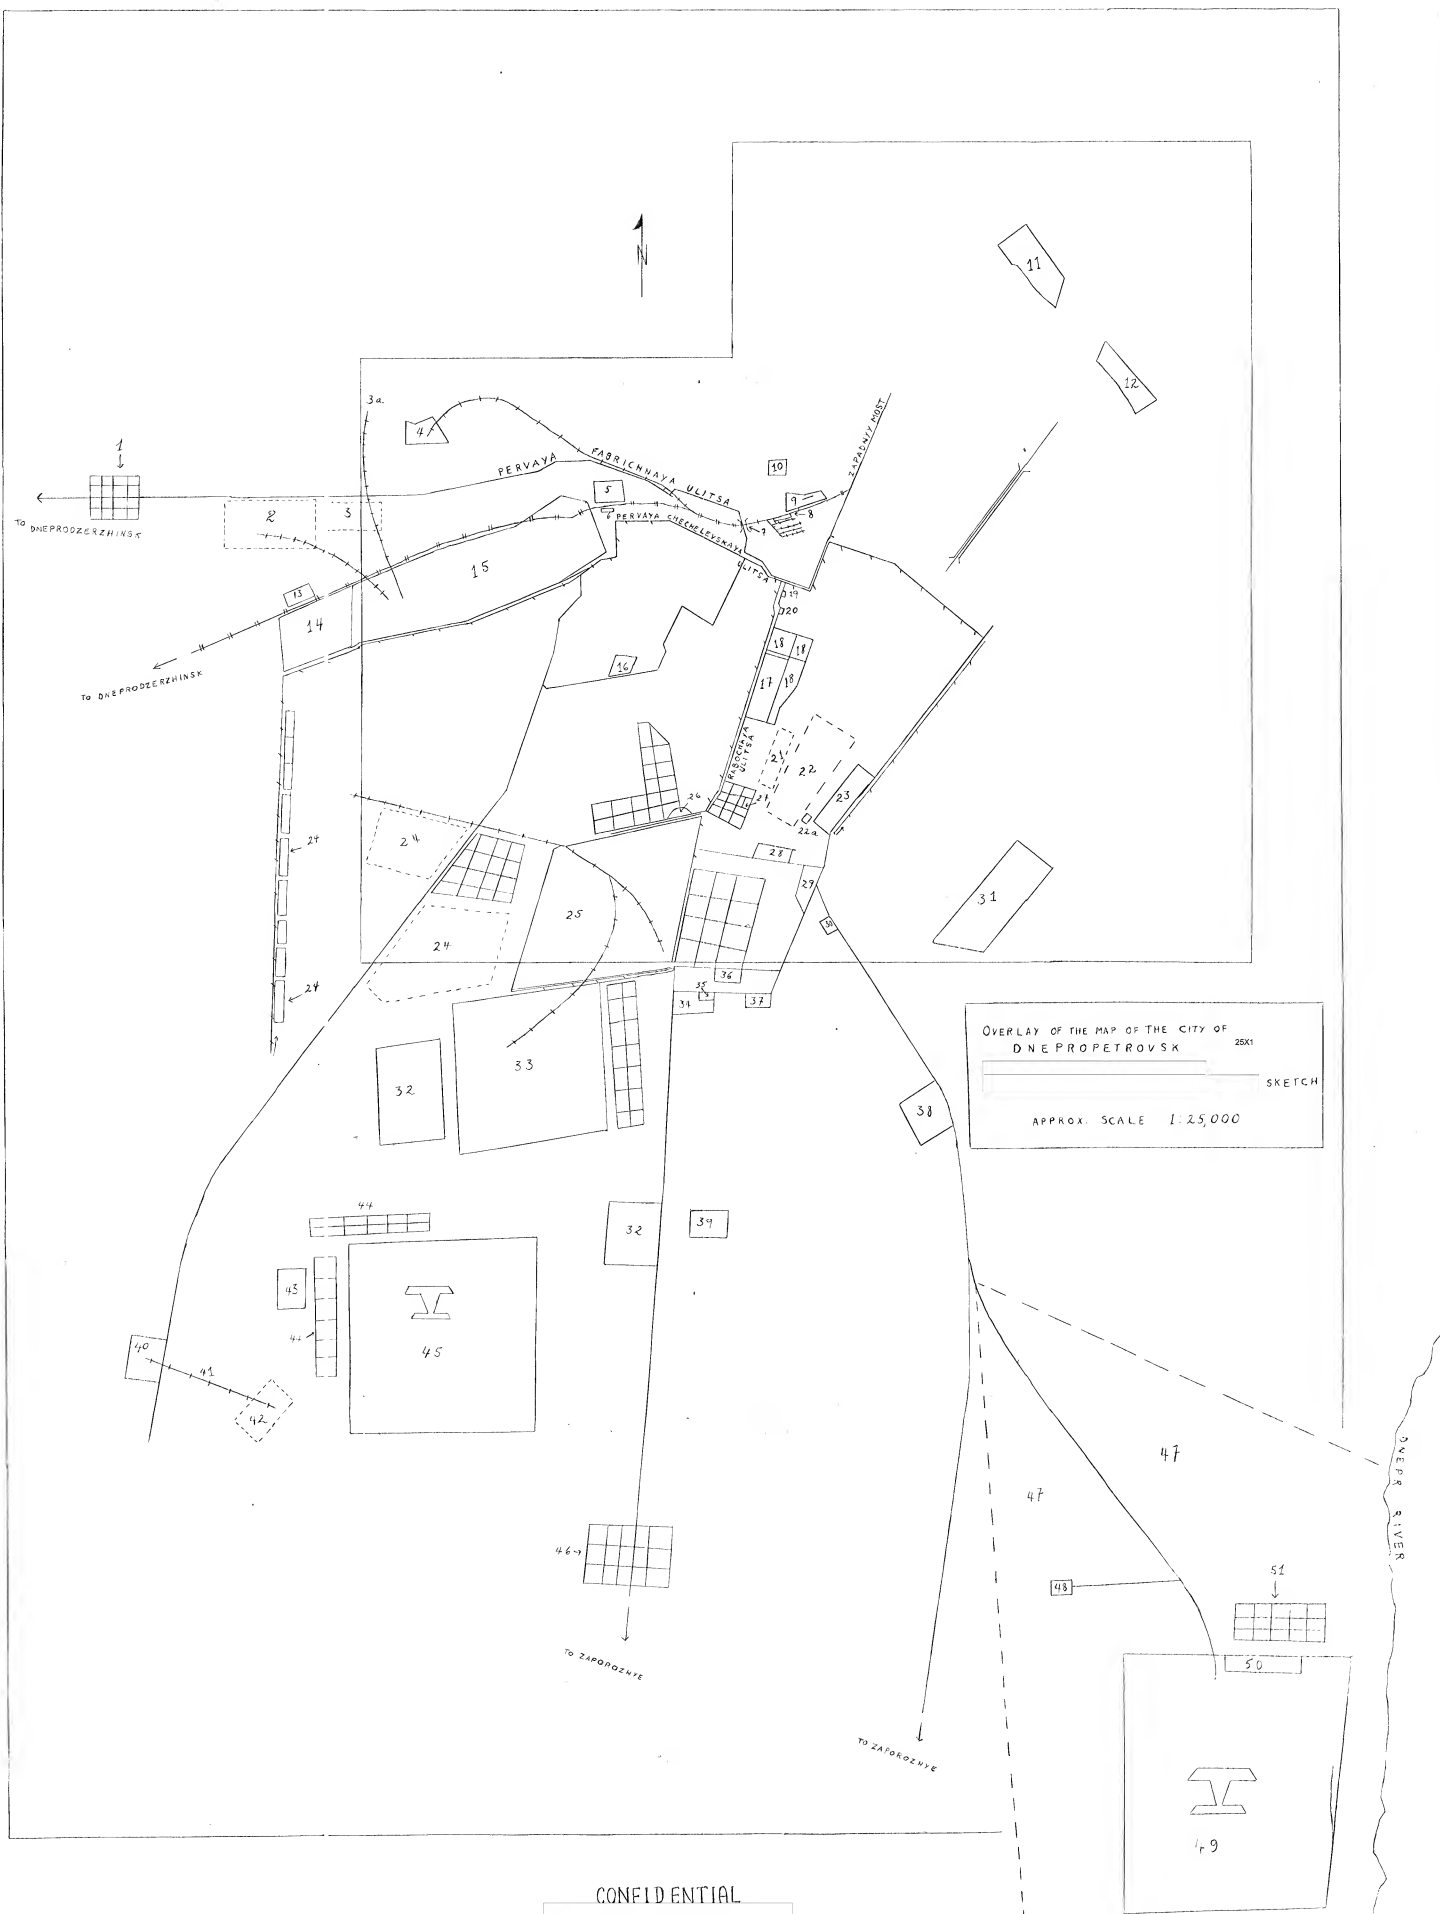 N
11
12
3a.
4
ZAPADNIY MOST
1
PERVAYA
FABRICHNAYA ULITSA
10
5
9
8
TO DNEPRODZERZHINSK
2
3
6
PERVAYA CHECHELEVSKAYA ULITSA
7
15
13
19
20
14
18
18
16
17
18
TO DNEPRODZERZHINSK
RABOCHAYA
ULITSA
21
22
23
26
27
22a
24
28
29
25
31
30
24
24
36
35
34
37
OVERLAY OF THE MAP OF THE CITY OF
DNEPROPETROVSK
25X1
SKETCH
APPROX. SCALE 1:25,000
33
32
38
44
32
39
43
44
45
40
41
42
47
47
DNEPR RIVER
46
48
51
TO ZAPOROZHYE
50
TO ZAPOROZHYE
49
CONFIDENTIAL